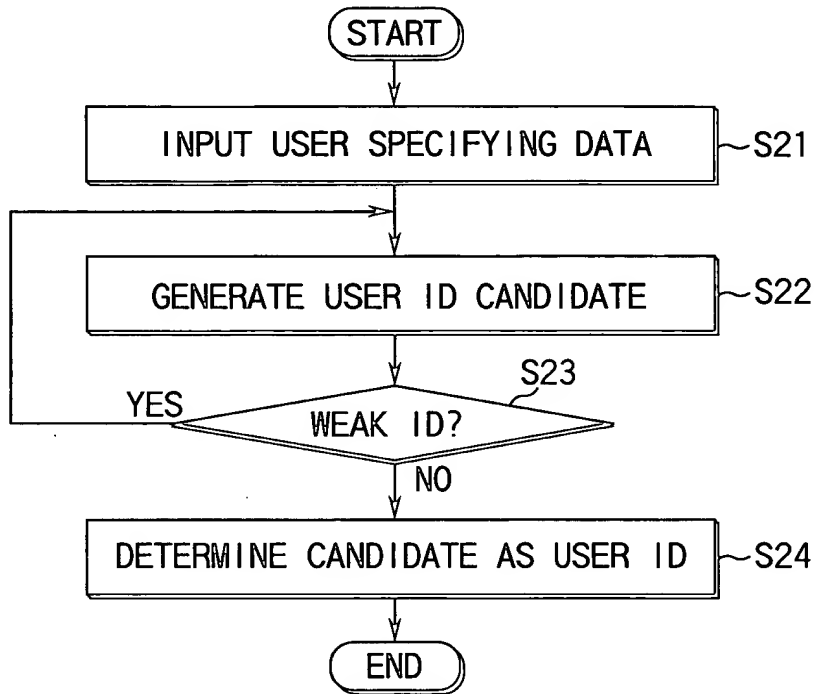 START
INPUT USER SPECIFYING DATA
S21
GENERATE USER ID CANDIDATE
S22
S23
YES
WEAK ID?
NO
DETERMINE CANDIDATE AS USER ID
S24
END